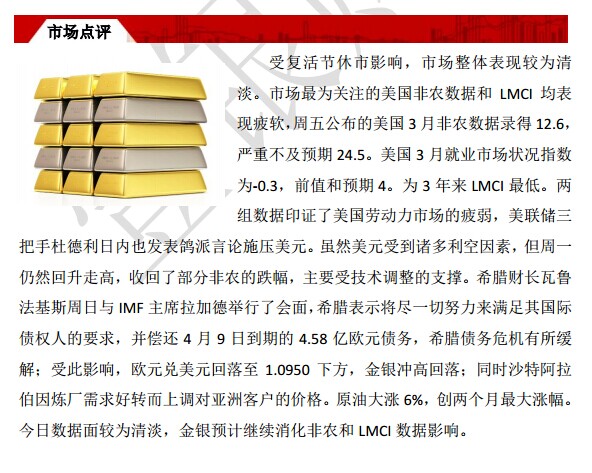 市场点评
受复活节休市影响，市场整体表现较为清
淡。市场最为关注的美国非农数据和 LMCI 均表
现疲软，周五公布的美国 3 月非农数据录得 12.6，
严重不及预期 24.5。美国 3 月就业市场状况指数
为-0.3，前值和预期 4。为 3 年来 LMCI 最低。两
组数据印证了美国劳动力市场的疲弱，美联储三
把手杜德利日内也发表鸽派言论施压美元。虽然美元受到诸多利空因素，但周一
仍然回升走高，收回了部分非农的跌幅，主要受技术调整的支撑。希腊财长瓦鲁
法基斯周日与 IMF 主席拉加德举行了会面，希腊表示将尽一切努力来满足其国际
债权人的要求，并偿还 4 月 9 日到期的 4.58 亿欧元债务，希腊债务危机有所缓
解；受此影响，欧元兑美元回落至 1.0950 下方，金银冲高回落；同时沙特阿拉
伯因炼厂需求好转而上调对亚洲客户的价格。原油大涨 6%，创两个月最大涨幅。
今日数据面较为清淡，金银预计继续消化非农和 LMCI 数据影响。